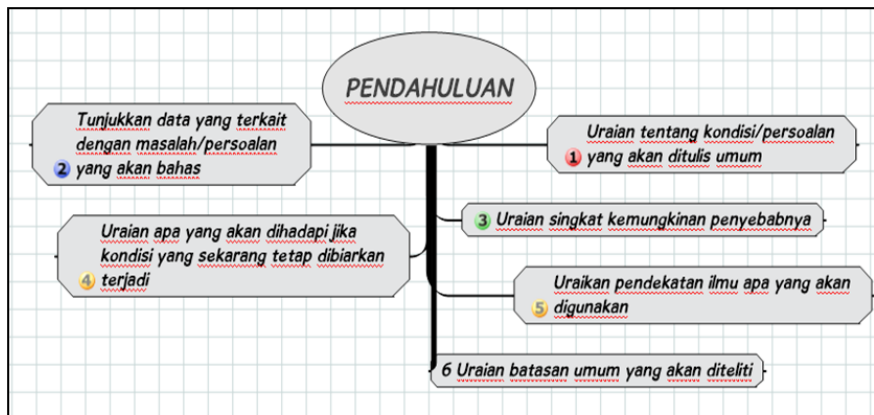 PENDAHULUAN
Uraian tentang kondisi/persoalan
1 yang akan ditulis umum
Tunjukkan data yang terkait
dengan masalah/persoalan
2 yang akan bahas
3 Uraian singkat kemungkinan penyebabnya
Uraian apa yang akan dihadapi jika
kondisi yang sekarang tetap dibiarkan
4 terjadi
Uraikan pendekatan ilmu apa yang akan
5 digunakan
6 Uraian batasan umum yang akan diteliti